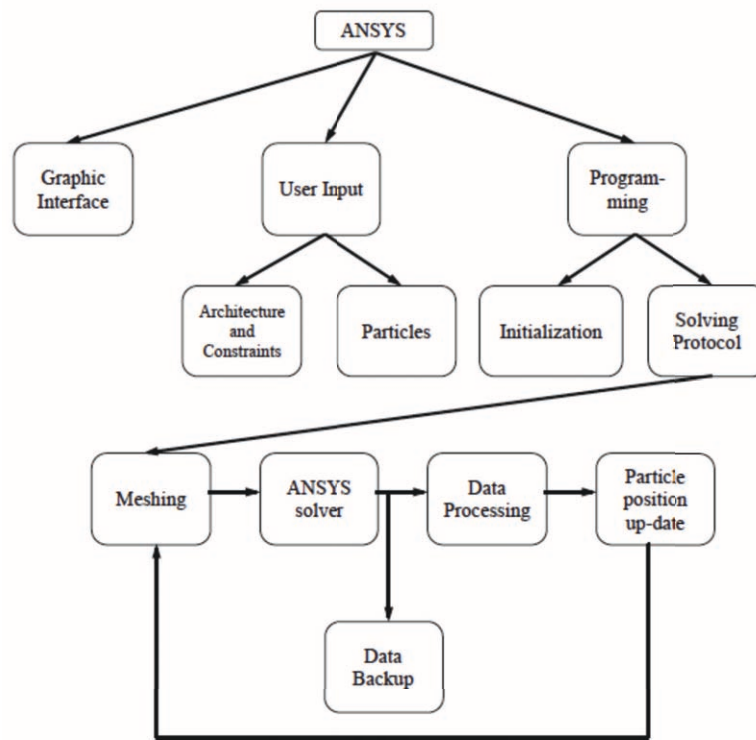 ANSYS
Graphic
Interface
User Input
Program-
ming
Architecture
and
Constraints
Particles
Initialization
Solving
Protocol
Meshing
ANSYS
solver
Data
Processing
Particle
position
up-date
Data
Backup